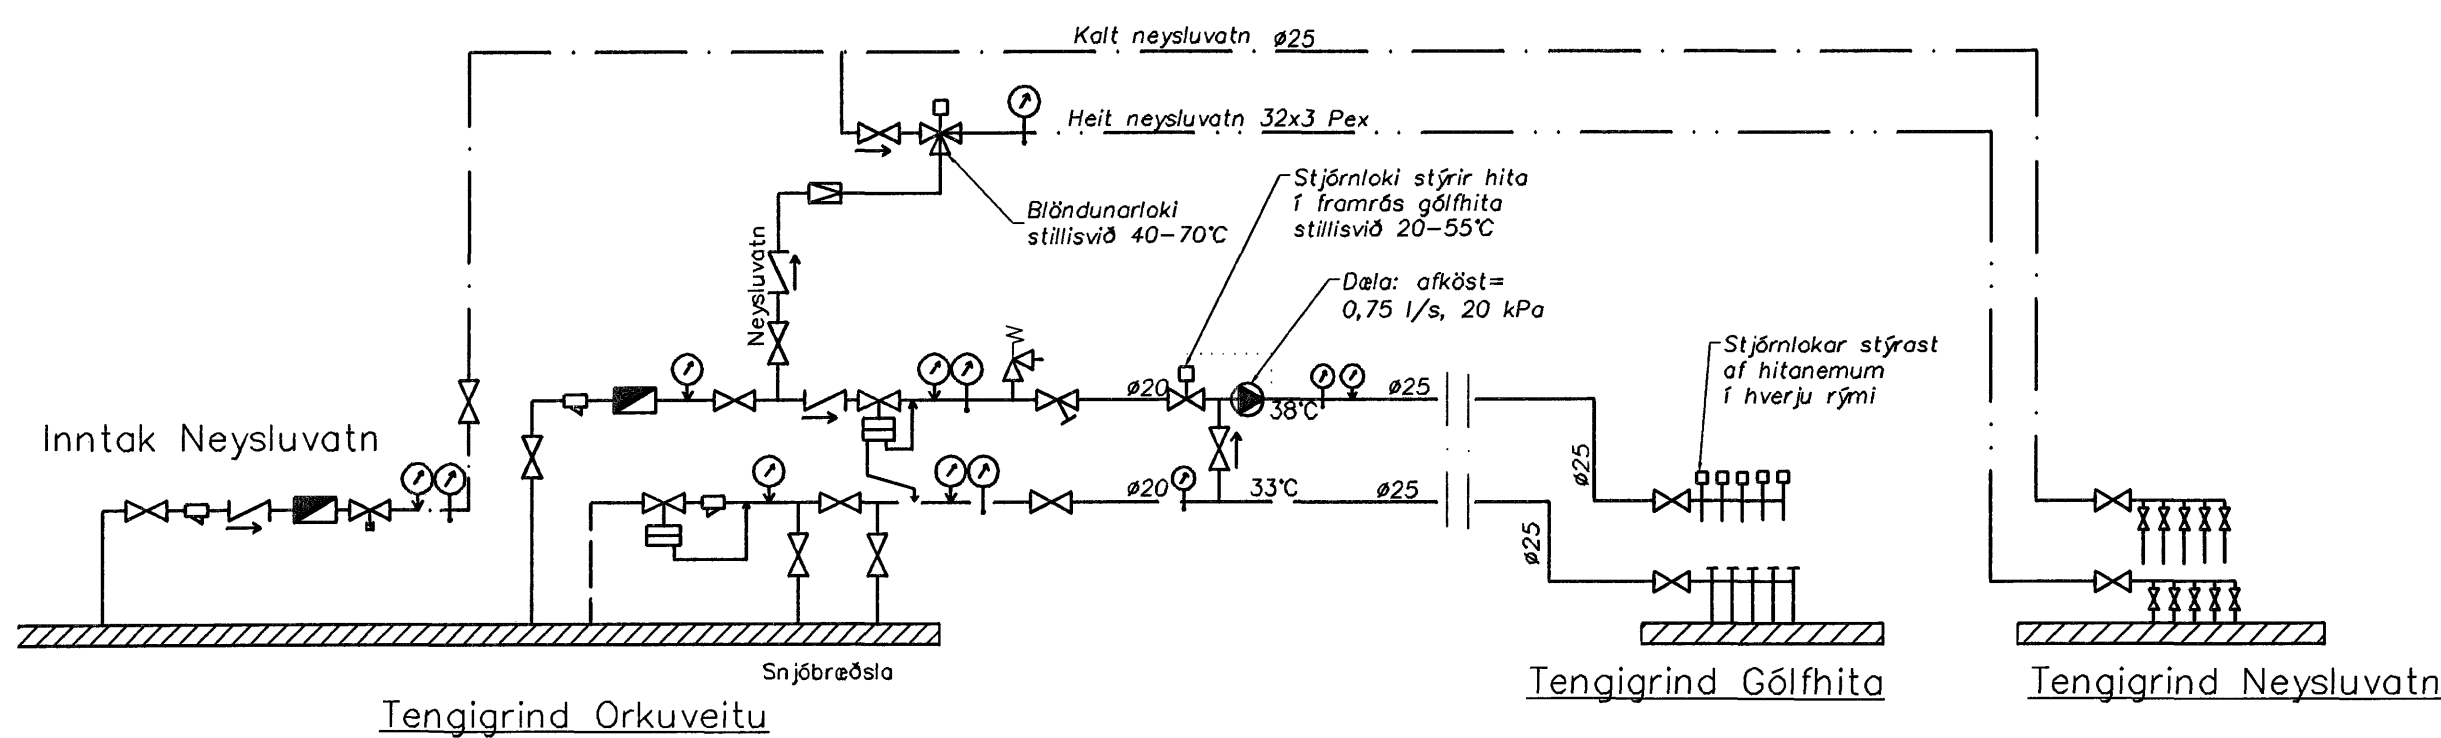 Kalt neysluvatn ø25
Heit neysluvatn 32x3 Pex
Stjórnloki stýrir hita
í framrás gólfhita
stillisvið 20-55°C
Blöndunarloki
stillisvið 40-70°C
Neysluvatn
Dæla: afköst=
0,75 l/s, 20 kPa
Stjórnlokar stýrast
af hitanemum
í hverju rými
ø20
38°C
ø25
Inntak Neysluvatn
ø25
ø20
33°C
ø25
ø25
Snjóbræðsla
Tengigrind Orkuveitu
Tengigrind Gólfhita
Tengigrind Neysluvatn